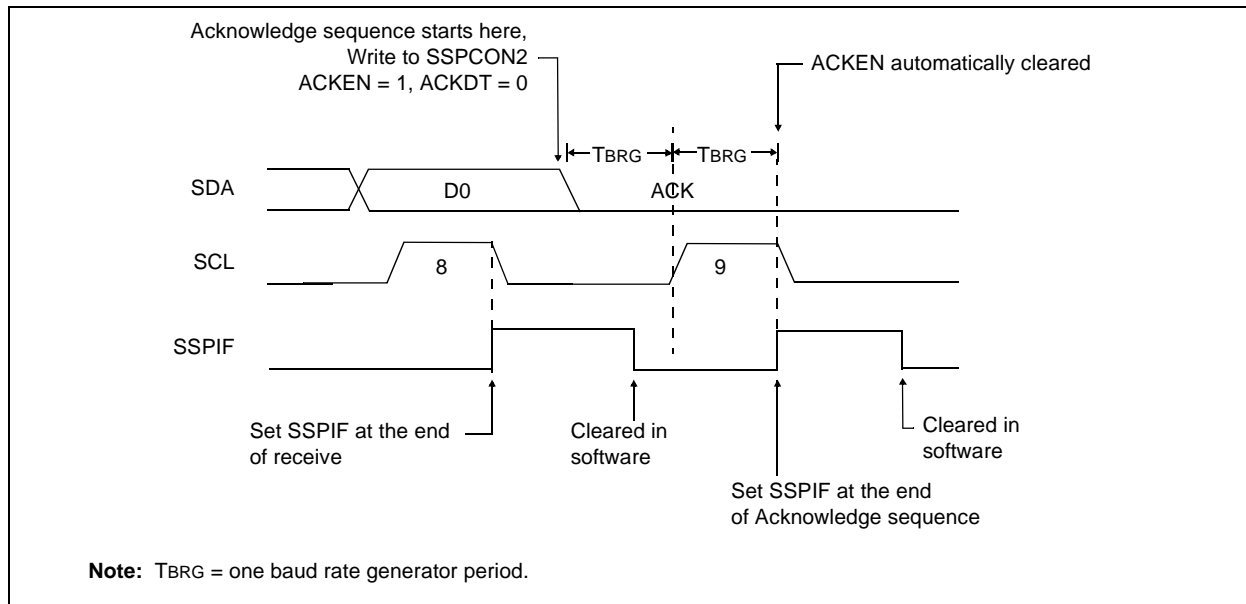 Acknowledge sequence starts here,
Write to SSPCON2
ACKEN = 1, ACKDT = 0
ACKEN automatically cleared
TBRG
TBRG
SDA
D0
ACK
SCL
8
9
SSPIF
Set SSPIF at the end
of receive
Cleared in
software
Cleared in
software
Set SSPIF at the end
of Acknowledge sequence
Note: TBRG = one baud rate generator period.